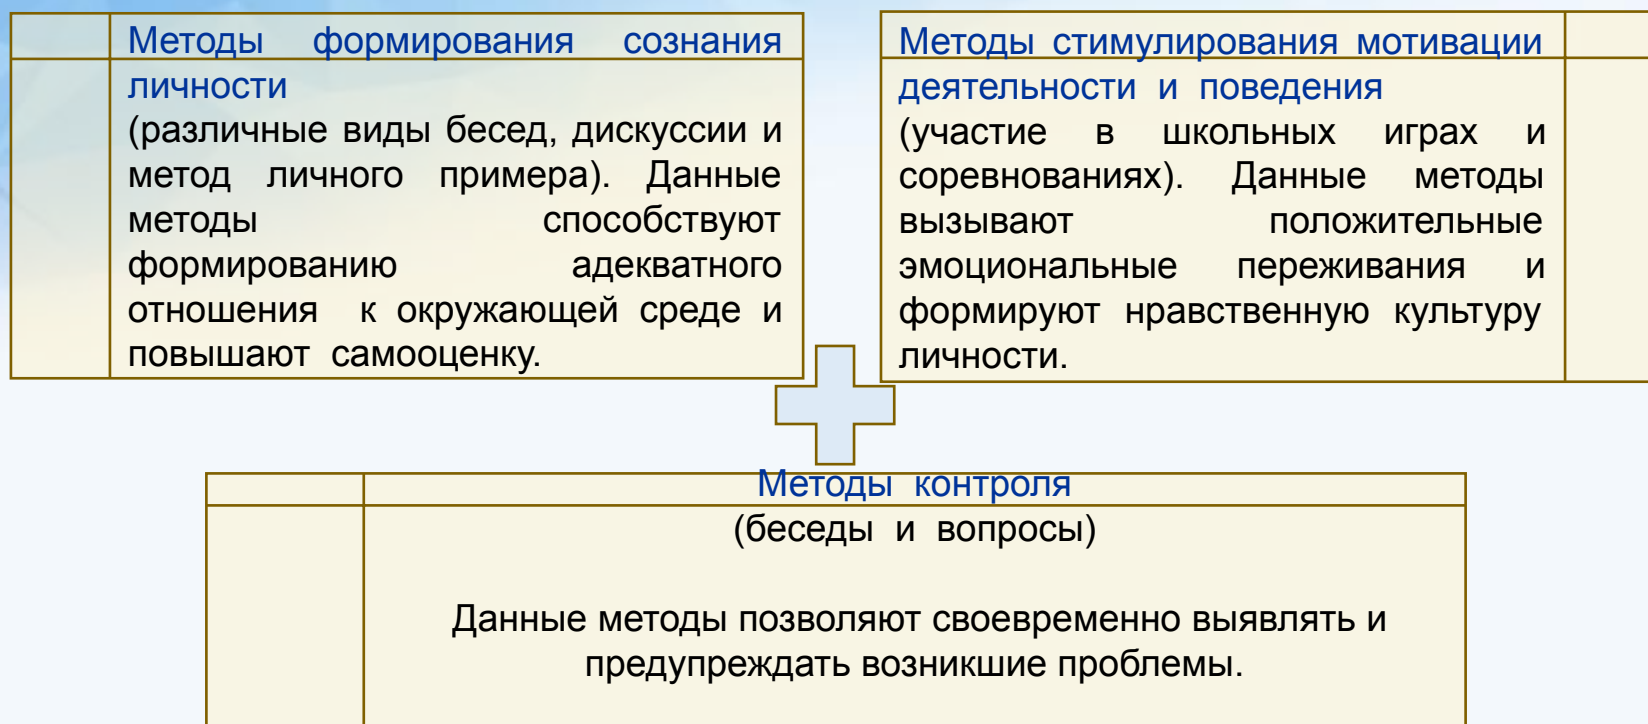 Методы формирования сознания
личности
(различные виды бесед, дискуссии и
метод личного примера). Данные
методы способствуют
формированию адекватного
отношения к окружающей среде и
повышают самооценку.
Методы стимулирования мотивации
деятельности и поведения
(участие в школьных играх и
соревнованиях). Данные методы
вызывают положительные
эмоциональные переживания и
формируют нравственную культуру
личности.
Методы контроля
(беседы и вопросы)
Данные методы позволяют своевременно выявлять и
предупреждать возникшие проблемы.